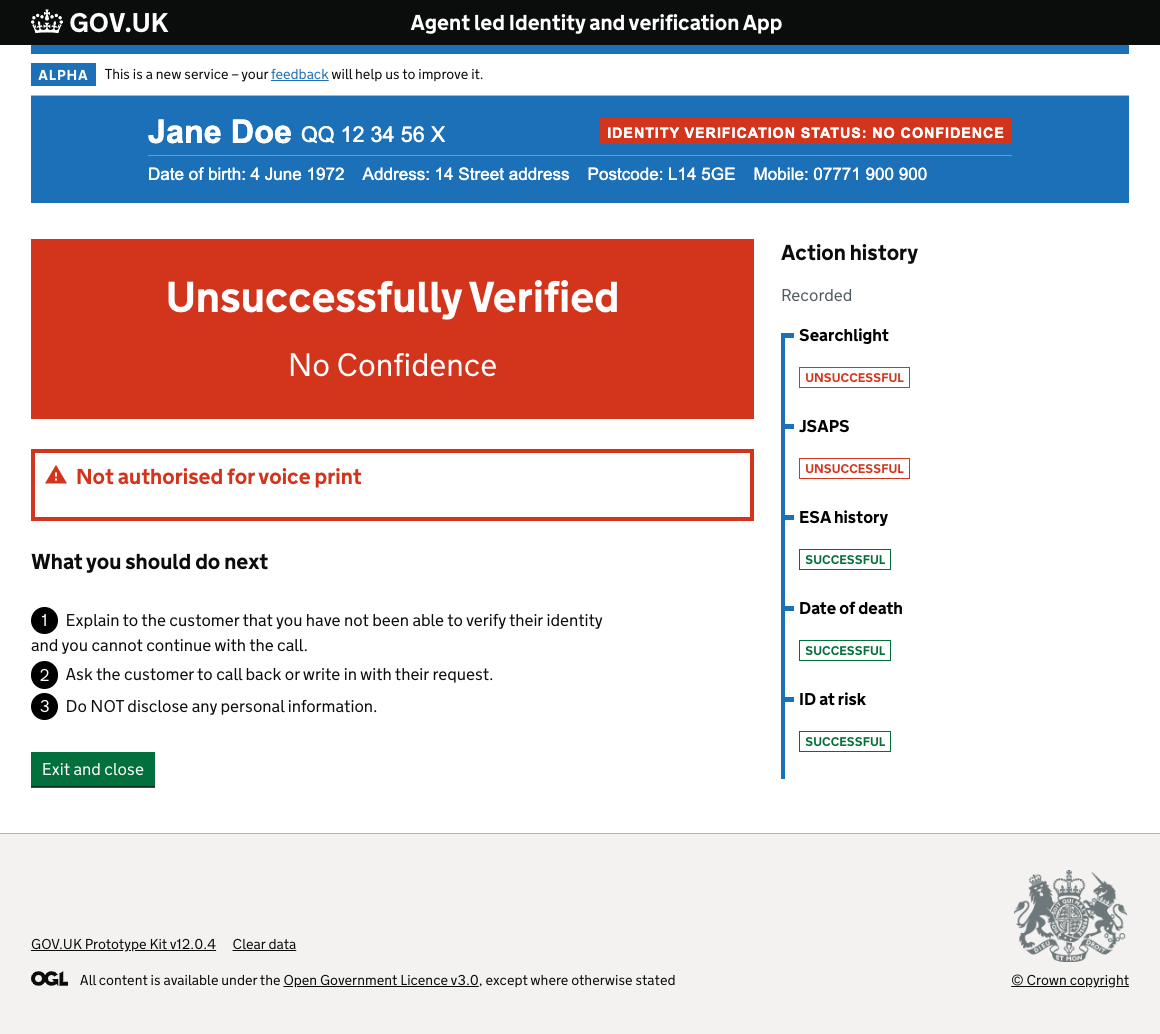 GOV.UK
Agent led Identity and verification App
ALPHA This is a new service – your feedback will help us to improve it.
Jane Doe QQ 12 34 56 X
IDENTITY VERIFICATION STATUS: NO CONFIDENCE
Date of birth: 4 June 1972 Address: 14 Street address Postcode: L14 5GE Mobile: 07771 900 900
Unsuccessfully Verified
No Confidence
Not authorised for voice print
What you should do next
1 Explain to the customer that you have not been able to verify their identity
and you cannot continue with the call.
2 Ask the customer to call back or write in with their request.
3 Do NOT disclose any personal information.
Exit and close
Action history
Recorded
Searchlight
UNSUCCESSFUL
JSAPS
UNSUCCESSFUL
ESA history
SUCCESSFUL
Date of death
SUCCESSFUL
ID at risk
SUCCESSFUL
GOV.UK Prototype Kit v12.0.4 Clear data
OGL All content is available under the Open Government Licence v3.0, except where otherwise stated
© Crown copyright